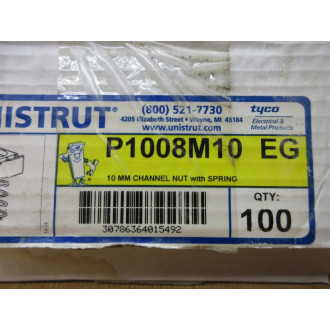 NISTRUT®
(800) 521-7730
4205 Elizabeth Street • Wayne, MI 48184
www.unistrut.com
tyco
Electrical &
Metal Products
P1008M10 EG
10 MM CHANNEL NUT with SPRING
QTY:
100
30786364015492